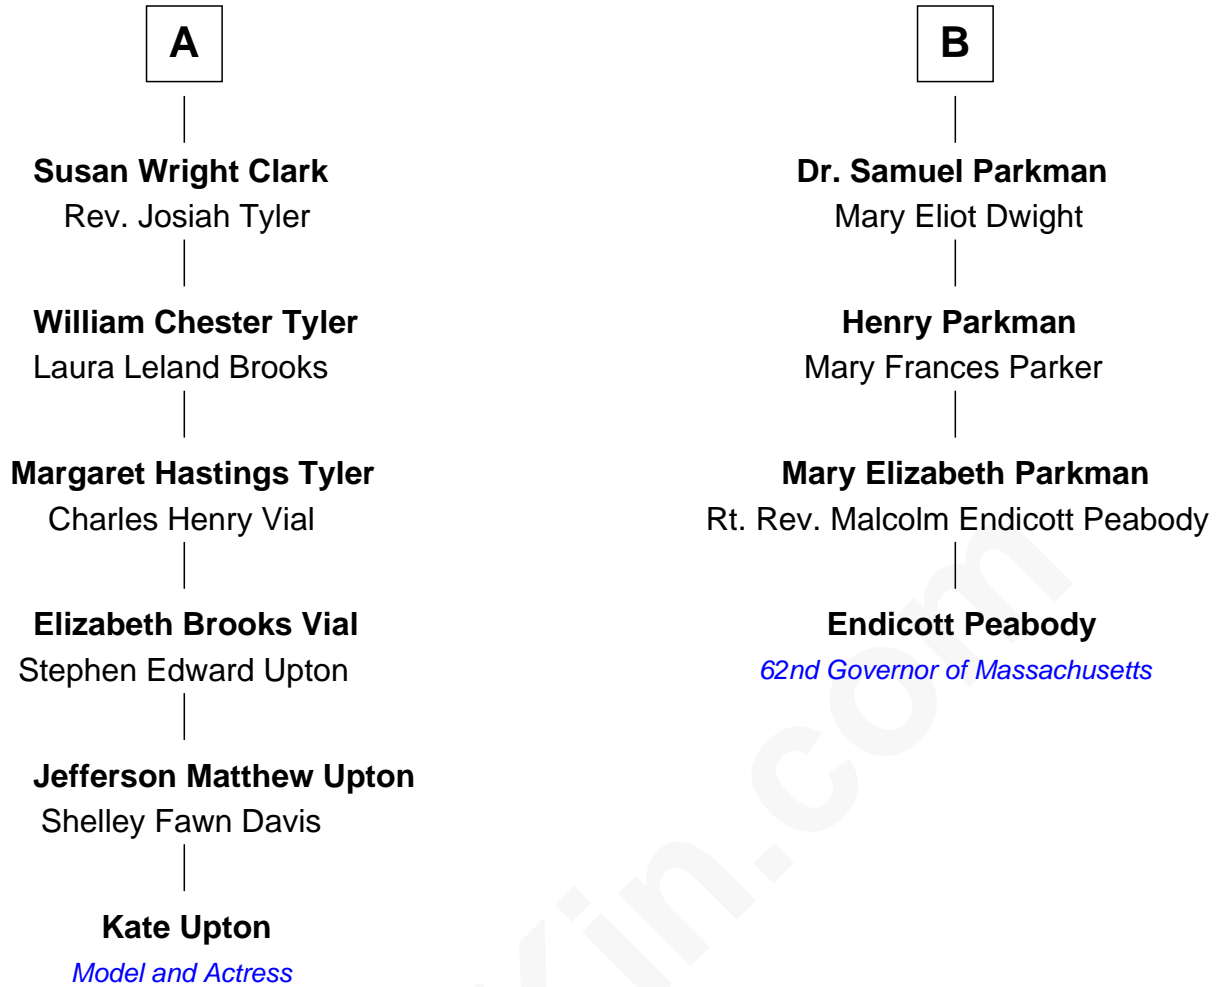 A
Susan Wright Clark
Rev. Josiah Tyler
William Chester Tyler
Laura Leland Brooks
Margaret Hastings Tyler
Charles Henry Vial
Elizabeth Brooks Vial
Stephen Edward Upton
Jefferson Matthew Upton
Shelley Fawn Davis
Kate Upton
Model and Actress
B
Dr. Samuel Parkman
Mary Eliot Dwight
Henry Parkman
Mary Frances Parker
Mary Elizabeth Parkman
Rt. Rev. Malcolm Endicott Peabody
Endicott Peabody
62nd Governor of Massachusetts
Kin.com